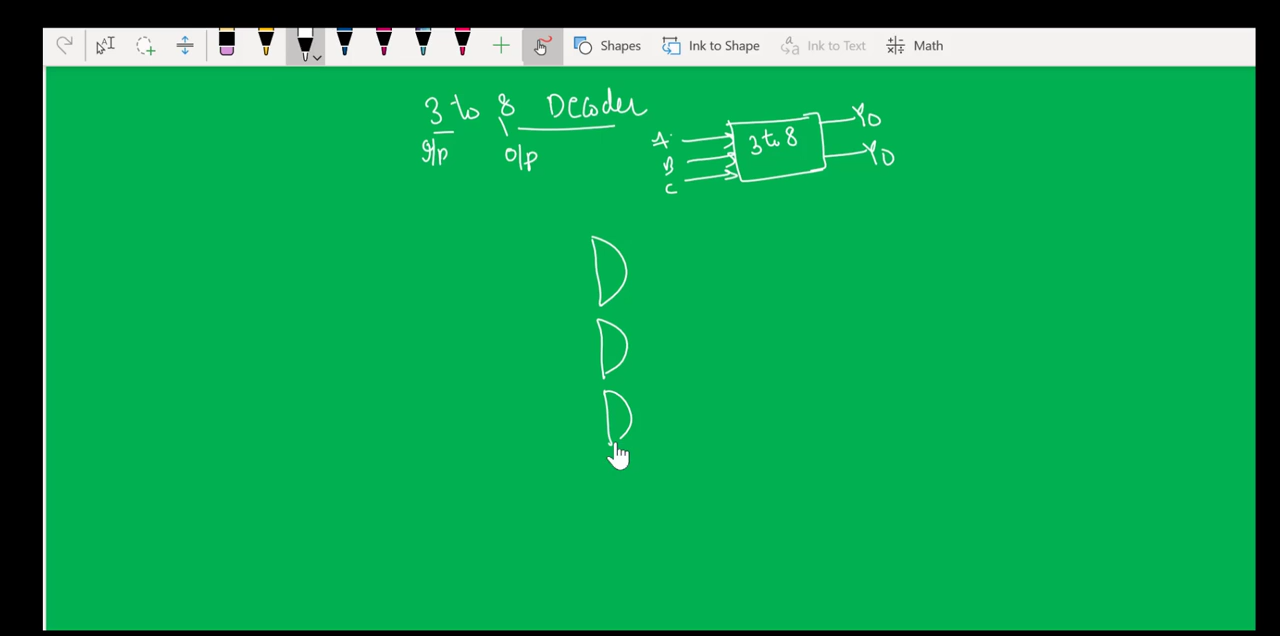 Shapes Ink to Shape Ink to Text Math
3 to 8 Decoder
I/p O/p
A
B
C
3 to 8
Y0
Y0